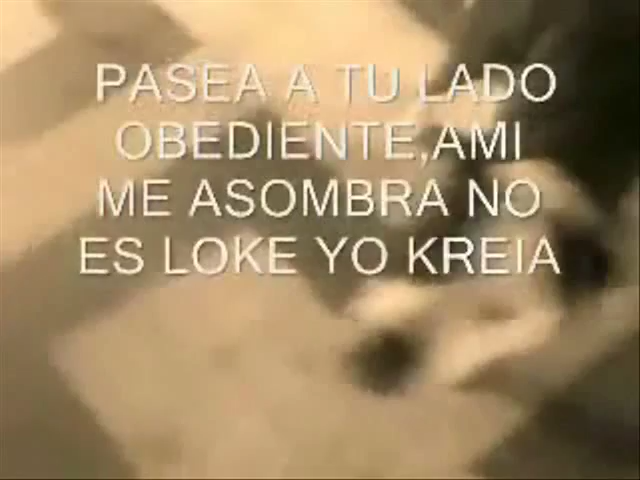 PASEA A TU LADO
OBEDIENTE,AMI
ME ASOMBRA NO
ES LOKE YO KREIA